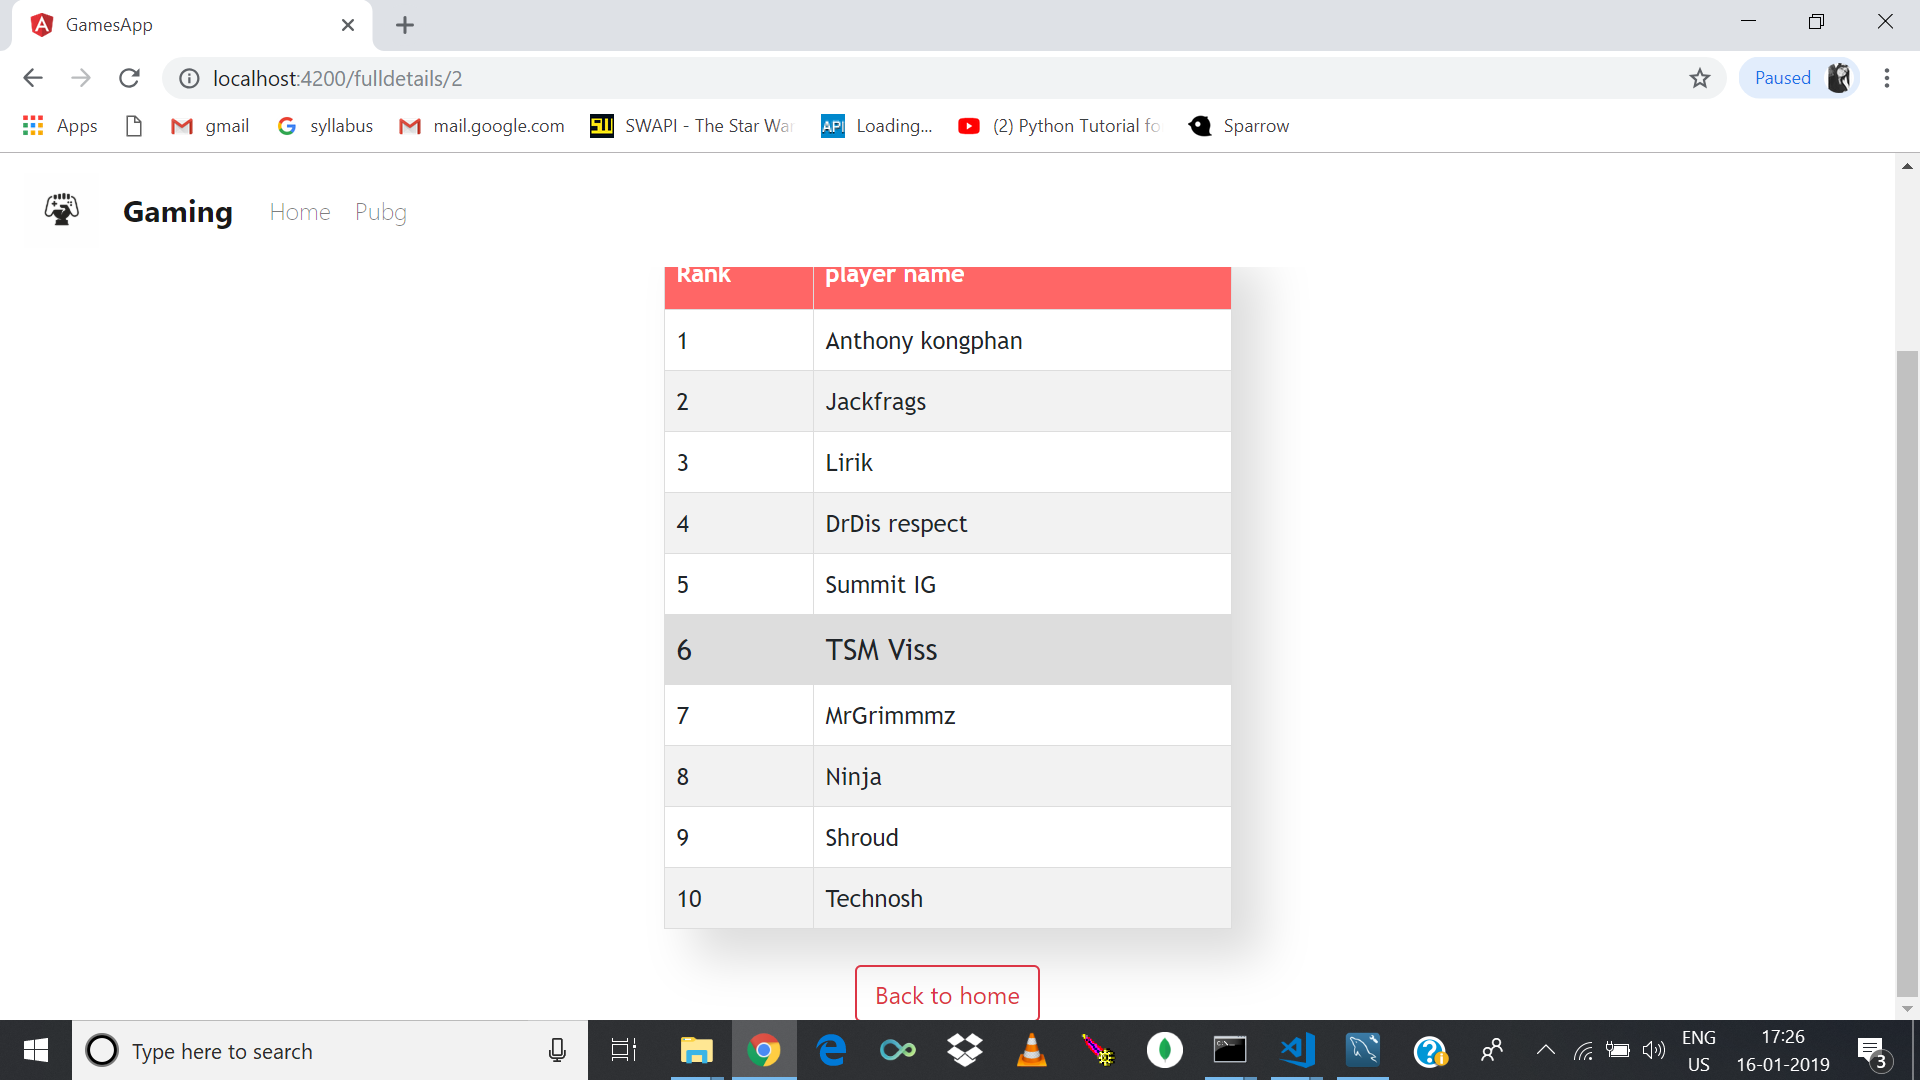 GamesApp
localhost:4200/fulldetails/2
Paused
Apps gmail syllabus mail.google.com SWAPI - The Star Wa API Loading... (2) Python Tutorial fo Sparrow
Gaming Home Pubg
Rank player name
1 Anthony kongphan
2 Jackfrags
3 Lirik
4 DrDis respect
5 Summit IG
6 TSM Viss
7 MrGrimmmz
8 Ninja
9 Shroud
10 Technosh
Back to home
Type here to search
ENG
US
17:26
16-01-2019
3